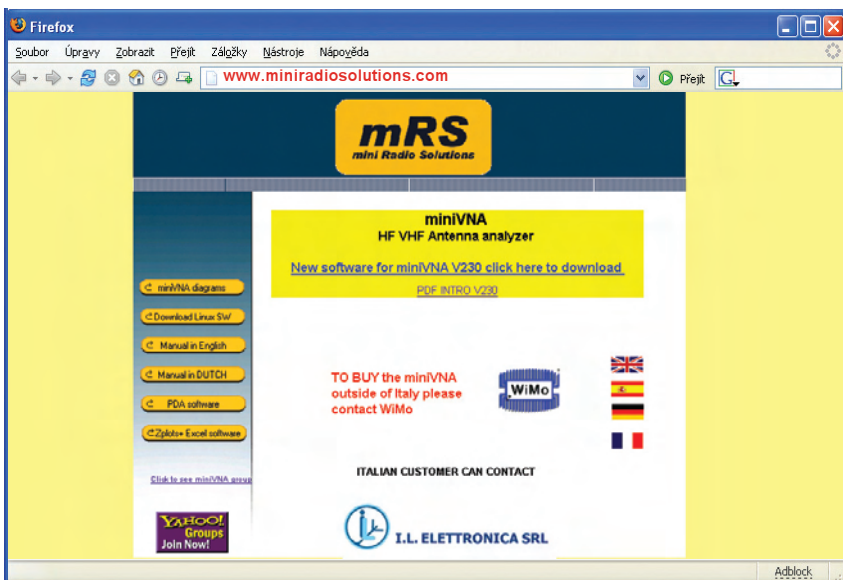 Firefox
Soubor Úpravy Zobrazit Přejít Záložky Nástroje Nápověda
www.miniradiosolutions.com Přejít G
mRS
mini Radio Solutions
miniVNA
HF VHF Antenna analyzer
New software for miniVNA V230 click here to download
PDF INTRO V230
miniVNA diagrams
Download Linux SW
Manual in English
Manual in DUTCH
PDA software
Zplots+ Excel software
Click to see miniVNA group
YAHOO!
Groups
Join Now!
TO BUY the miniVNA
outside of Italy please
contact WiMo
WiMo
ITALIAN CUSTOMER CAN CONTACT
I.L. ELETTRONICA SRL
Adblock